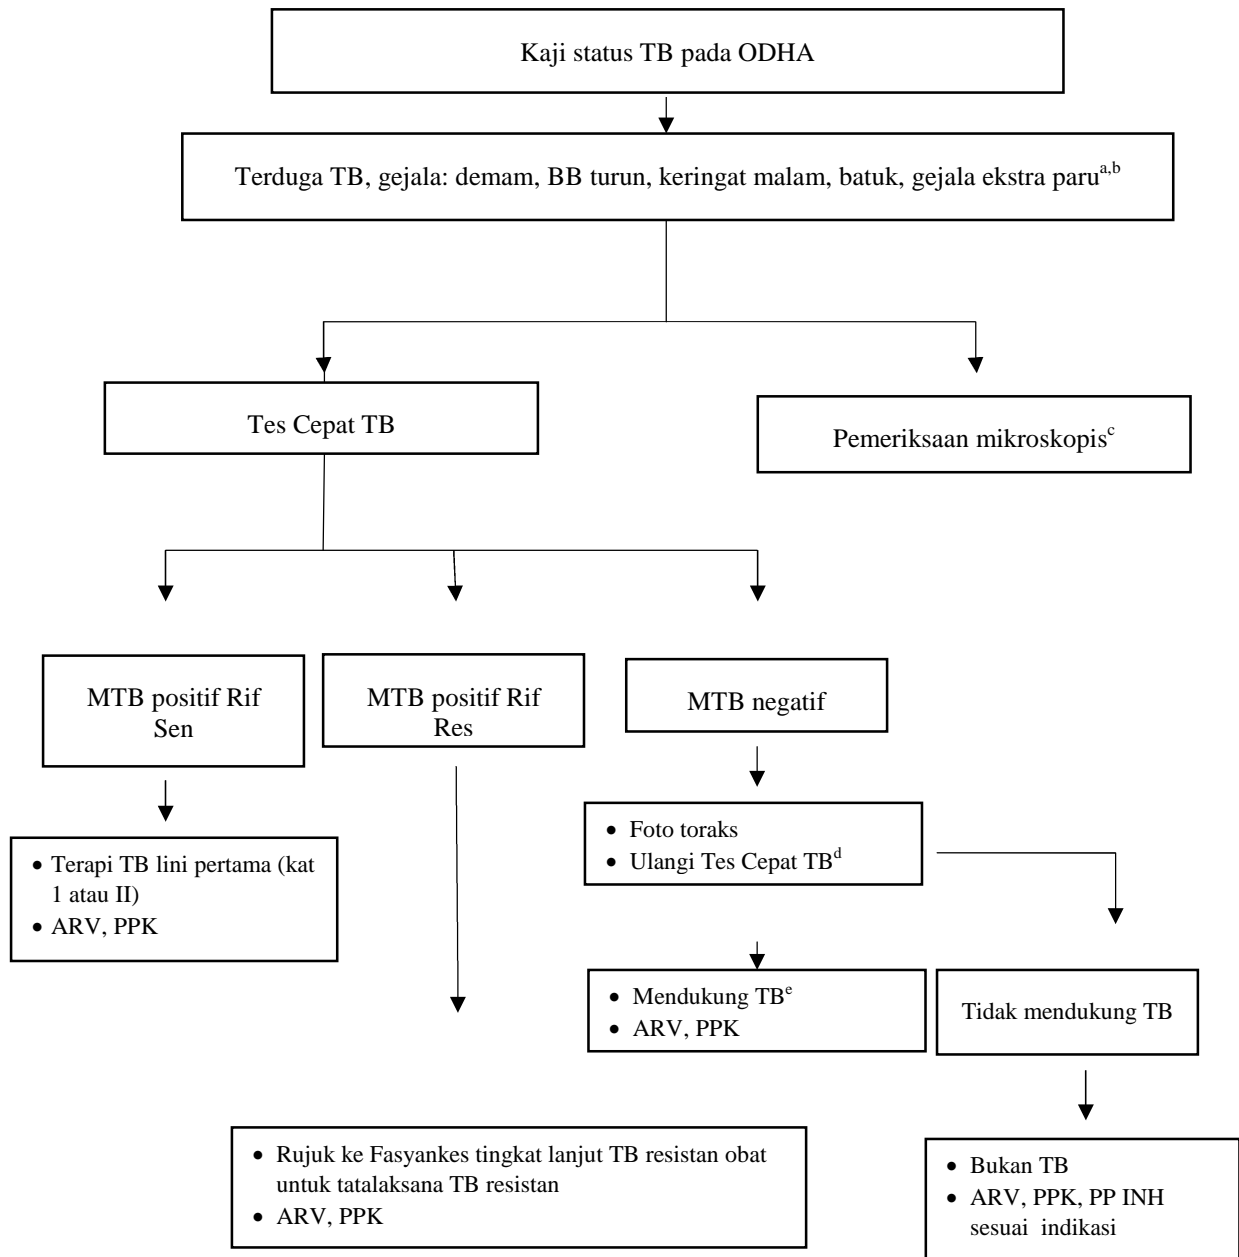 Kaji status TB pada ODHA
Terduga TB, gejala: demam, BB turun, keringat malam, batuk, gejala ekstra paru^a,b
Tes Cepat TB
Pemeriksaan mikroskopis^c
MTB positif Rif
Sen
MTB positif Rif
Res
MTB negatif
• Terapi TB lini pertama (kat
1 atau II)
• ARV, PPK
• Foto toraks
• Ulangi Tes Cepat TB^d
• Mendukung TB^e
• ARV, PPK
Tidak mendukung TB
• Rujuk ke Fasyankes tingkat lanjut TB resistan obat
untuk tatalaksana TB resistan
• ARV, PPK
• Bukan TB
• ARV, PPK, PP INH
sesuai indikasi